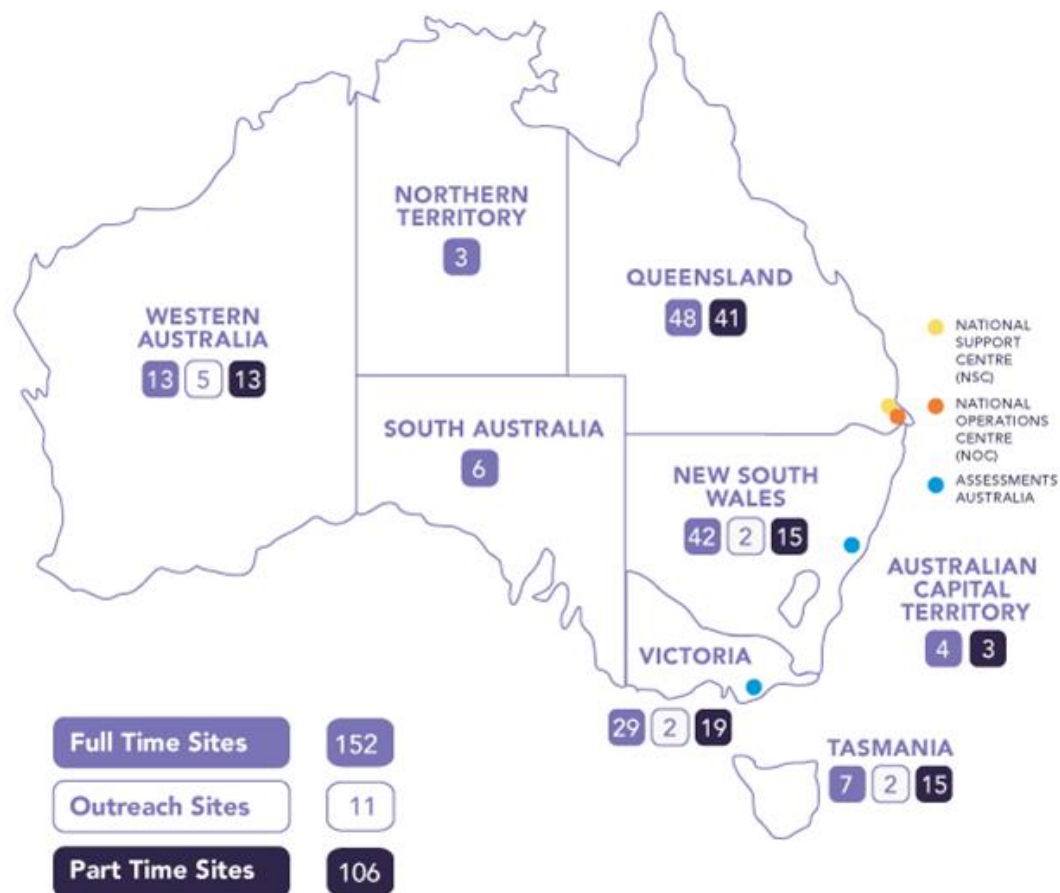 NORTHERN
TERRITORY
3
QUEENSLAND
48 41
WESTERN
AUSTRALIA
13 5 13
SOUTH AUSTRALIA
6
NEW SOUTH
WALES
42 2 15
NATIONAL
SUPPORT
CENTRE
(NSC)
NATIONAL
OPERATIONS
CENTRE
(NOC)
ASSESSMENTS
AUSTRALIA
AUSTRALIAN
CAPITAL
TERRITORY
4 3
VICTORIA
29 2 19
TASMANIA
7 2 15
Full Time Sites 152
Outreach Sites 11
Part Time Sites 106